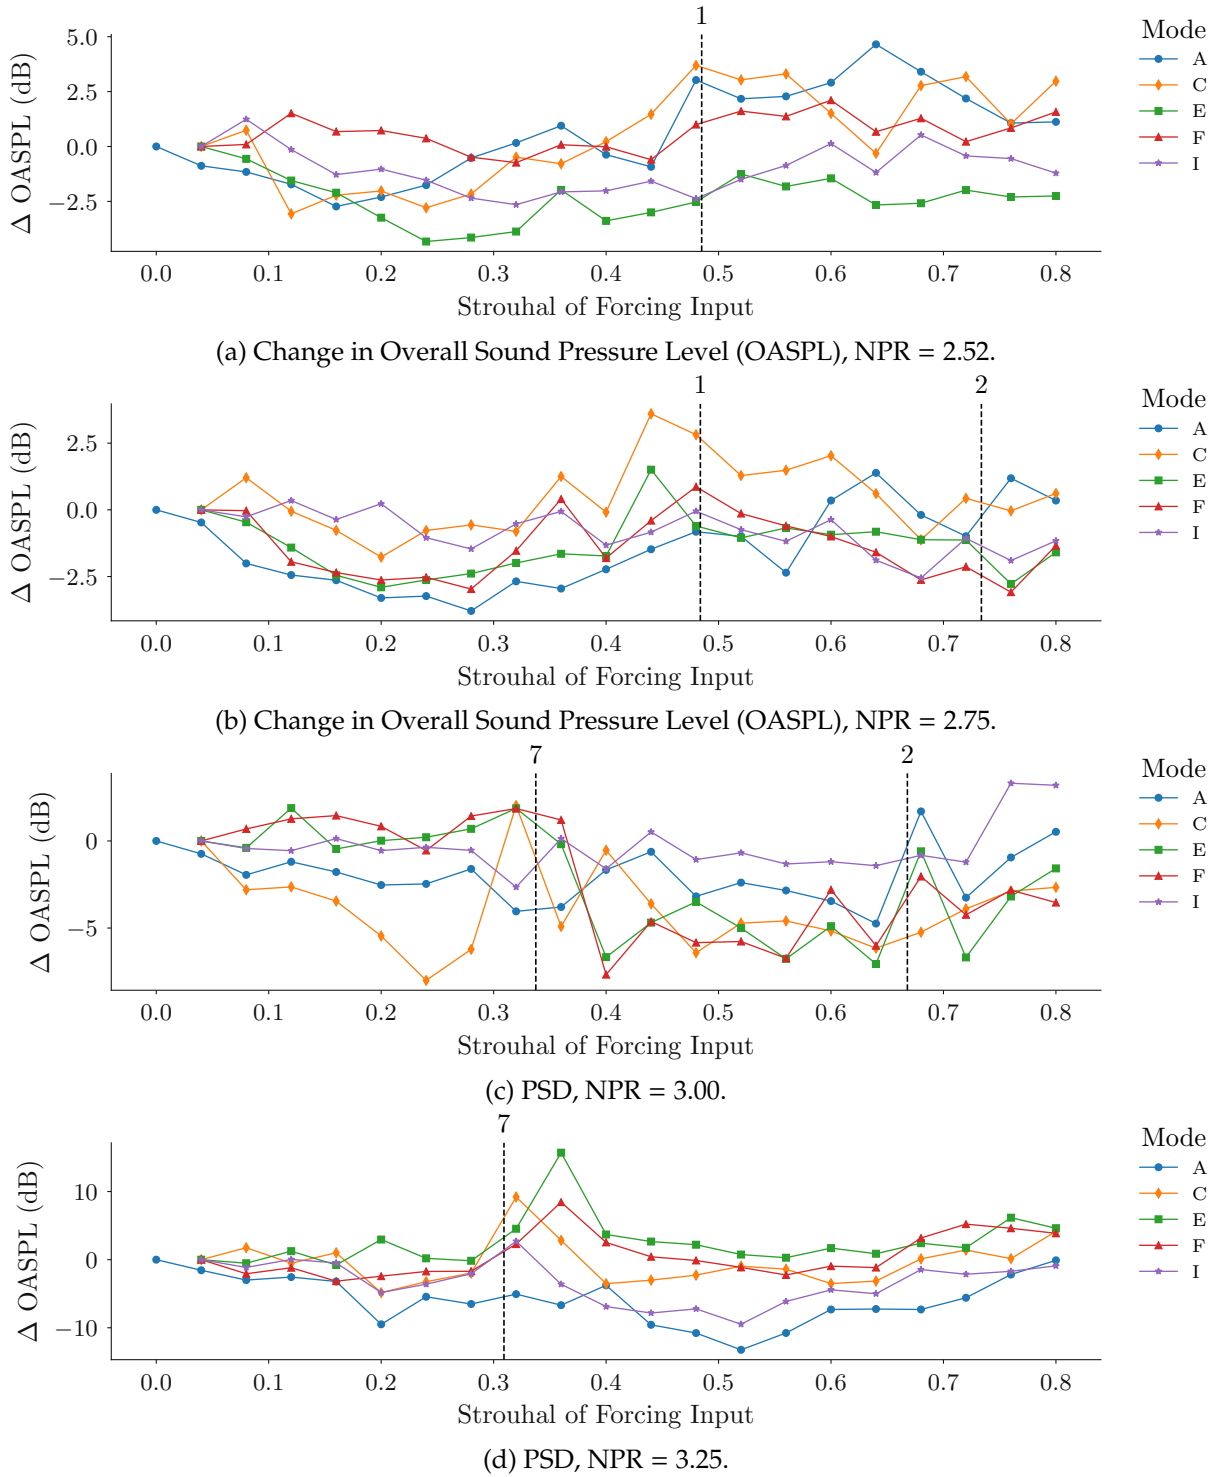 1
Mode
A
C
E
F
I
Δ OASPL (dB)
5.0
2.5
0.0
−2.5
0.0 0.1 0.2 0.3 0.4 0.5 0.6 0.7 0.8
Strouhal of Forcing Input
(a) Change in Overall Sound Pressure Level (OASPL), NPR = 2.52.
1 2
Mode
A
C
E
F
I
Δ OASPL (dB)
2.5
0.0
−2.5
0.0 0.1 0.2 0.3 0.4 0.5 0.6 0.7 0.8
Strouhal of Forcing Input
(b) Change in Overall Sound Pressure Level (OASPL), NPR = 2.75.
7 2
Mode
A
C
E
F
I
Δ OASPL (dB)
0
−5
0.0 0.1 0.2 0.3 0.4 0.5 0.6 0.7 0.8
Strouhal of Forcing Input
(c) PSD, NPR = 3.00.
7
Mode
A
C
E
F
I
Δ OASPL (dB)
10
0
−10
0.0 0.1 0.2 0.3 0.4 0.5 0.6 0.7 0.8
Strouhal of Forcing Input
(d) PSD, NPR = 3.25.